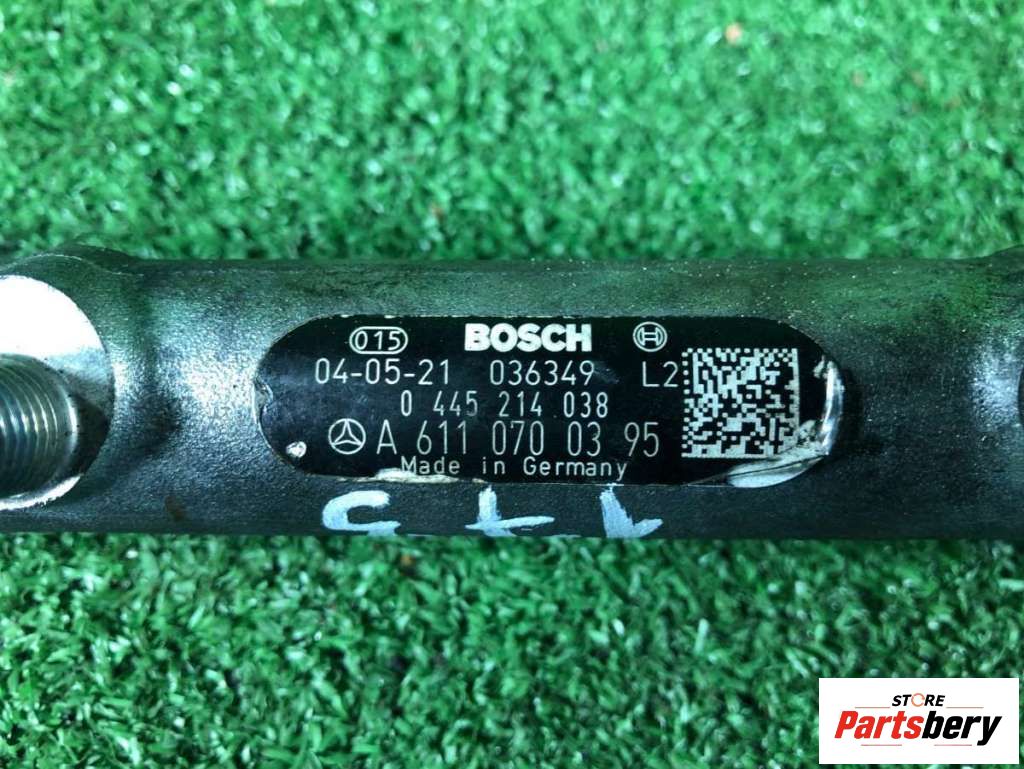 015 BOSCH
04-05-21 036349 L2
0 445 214 038
A 611 070 03 95
Made in Germany
STORE
Partsbery